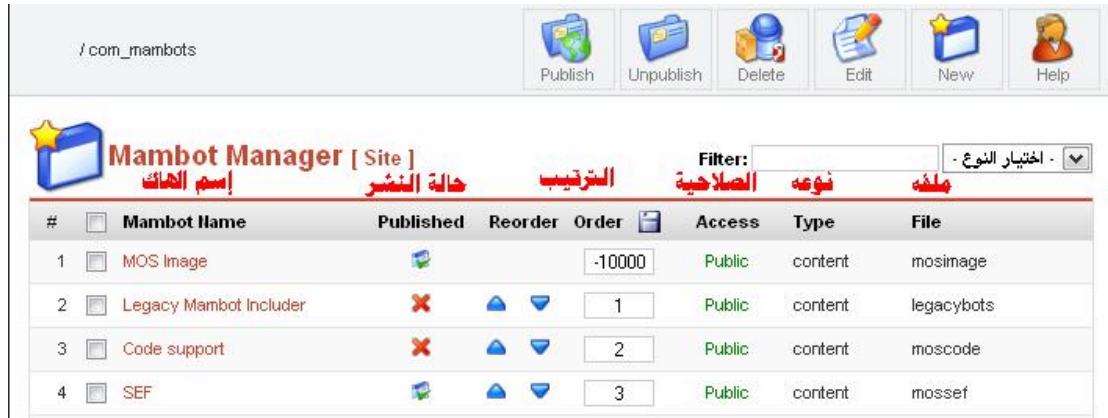 / com_mambots
Publish Unpublish Delete Edit New Help
Mambot Manager [ Site ] Filter: - اختيار النوع -
إسم الهاك حالة النشر الترتيب الصلاحية نوعه ملفه
# Mambot Name Published Reorder Order Access Type File
1 MOS Image -10000 Public content mosimage
2 Legacy Mambot Includer 1 Public content legacybots
3 Code support 2 Public content moscode
4 SEF 3 Public content mossef